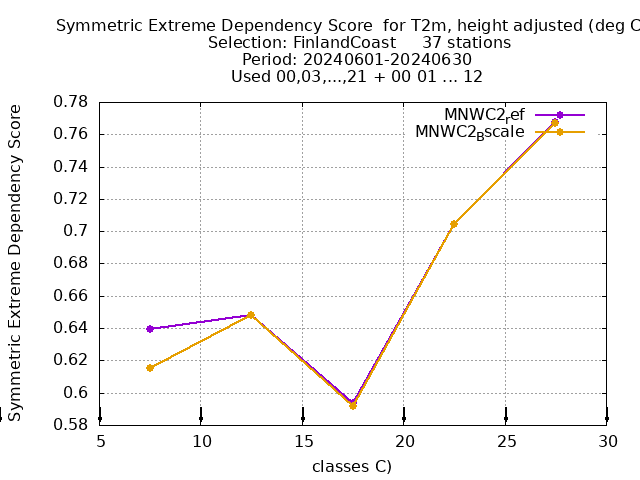 Symmetric Extreme Dependency Score for T2m, height adjusted (deg C
Selection: FinlandCoast 37 stations
Period: 20240601-20240630
Used 00,03,...,21 + 00 01 ... 12
MNWC2ref
MNWC2Bscale
Symmetric Extreme Dependency Score
0.78
0.76
0.74
0.72
0.7
0.68
0.66
0.64
0.62
0.6
0.58
5 10 15 20 25 30
classes C)